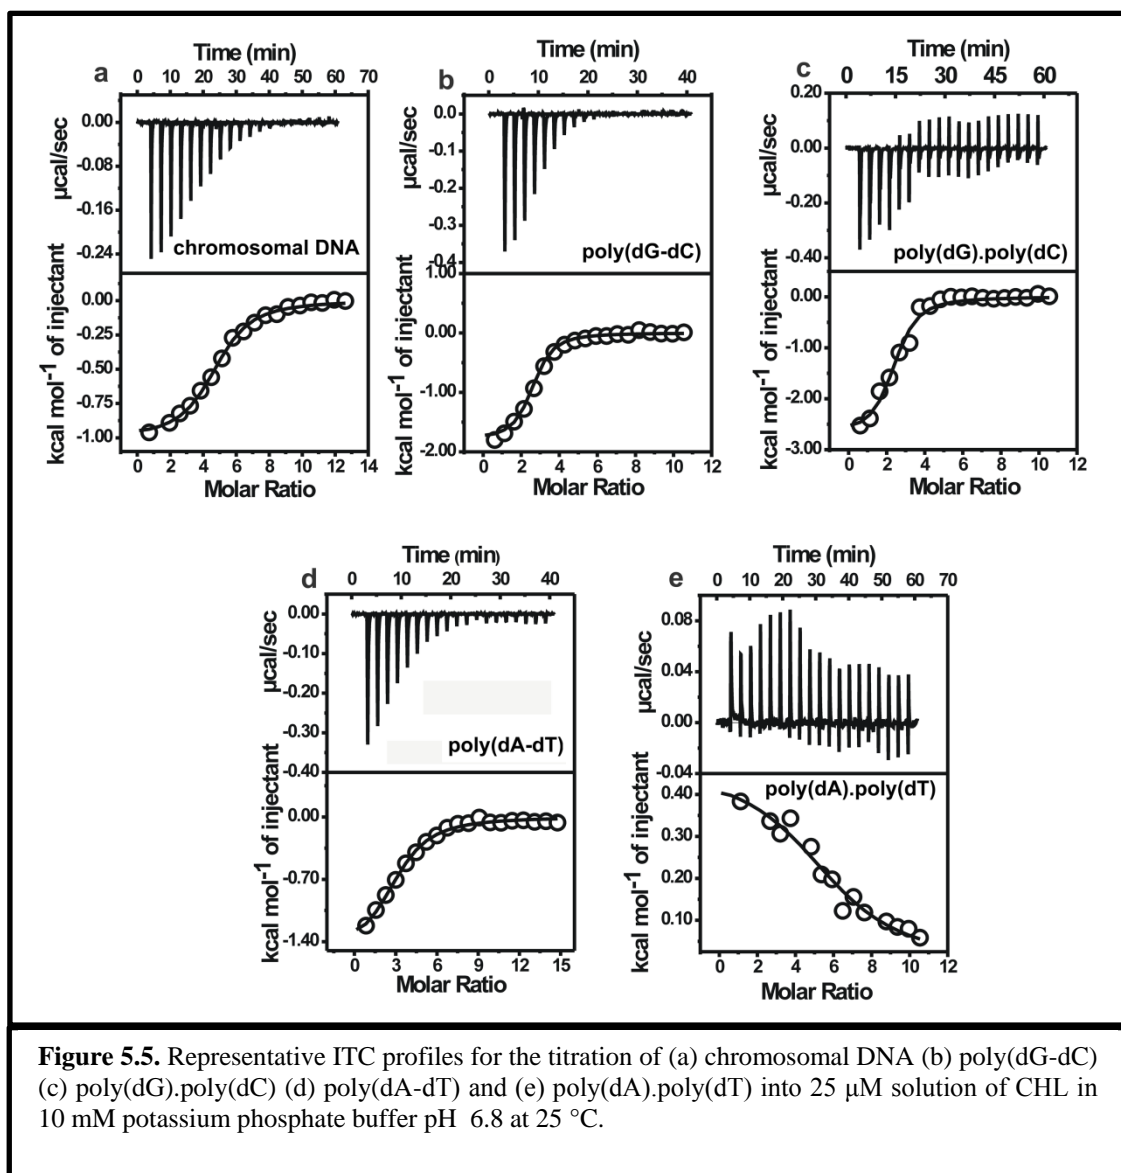 a
Time (min)
0 10 20 30 40 50 60 70
µcal/sec
0.00
-0.08
-0.16
-0.24
chromosomal DNA
kcal mol⁻¹ of injectant
0.00
-0.25
-0.50
-0.75
-1.00
0 2 4 6 8 10 12 14
Molar Ratio
b
Time (min)
0 10 20 30 40
µcal/sec
0.0
-0.1
-0.2
-0.3
-0.4
poly(dG-dC)
kcal mol⁻¹ of injectant
1.00
0.00
-1.00
-2.00
0 2 4 6 8 10 12
Molar Ratio
c
Time (min)
0 15 30 45 60
µcal/sec
0.20
0.00
-0.20
-0.40
poly(dG).poly(dC)
kcal mol⁻¹ of injectant
0.00
-1.00
-2.00
-3.00
0 2 4 6 8 10 12
Molar Ratio
d
Time (min)
0 10 20 30 40
µcal/sec
0.00
-0.10
-0.20
-0.30
-0.40
poly(dA-dT)
kcal mol⁻¹ of injectant
0.00
-0.70
-1.40
0 3 6 9 12 15
Molar Ratio
e
Time (min)
0 10 20 30 40 50 60 70
µcal/sec
0.08
0.04
0.00
-0.04
poly(dA).poly(dT)
kcal mol⁻¹ of injectant
0.40
0.30
0.20
0.10
0 2 4 6 8 10 12
Molar Ratio
Figure 5.5. Representative ITC profiles for the titration of (a) chromosomal DNA (b) poly(dG-dC)
(c) poly(dG).poly(dC) (d) poly(dA-dT) and (e) poly(dA).poly(dT) into 25 µM solution of CHL in
10 mM potassium phosphate buffer pH 6.8 at 25 °C.